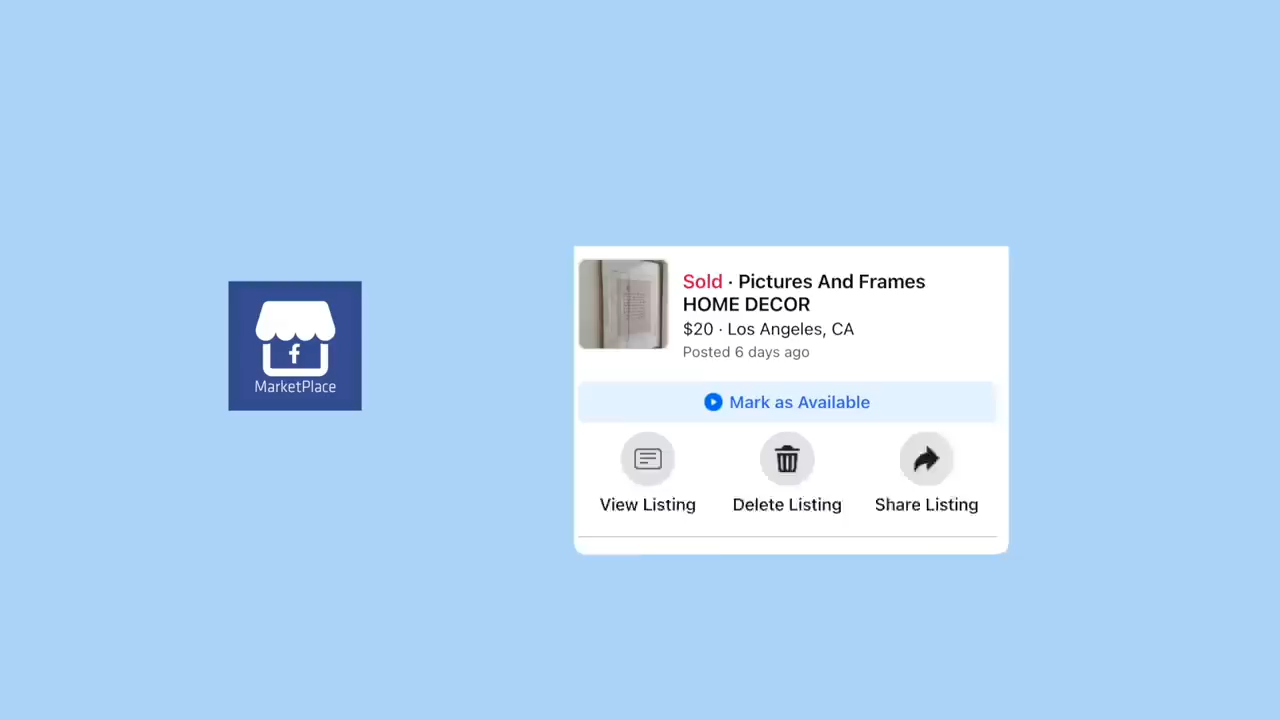 MarketPlace
Sold · Pictures And Frames
HOME DECOR
$20 · Los Angeles, CA
Posted 6 days ago
Mark as Available
View Listing
Delete Listing
Share Listing